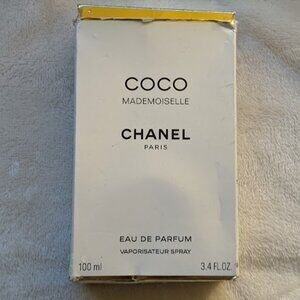 COCO
MADEMOISELLE
CHANEL
PARIS
EAU DE PARFUM
VAPORISATEUR SPRAY
100 ml 3.4 FL.OZ.